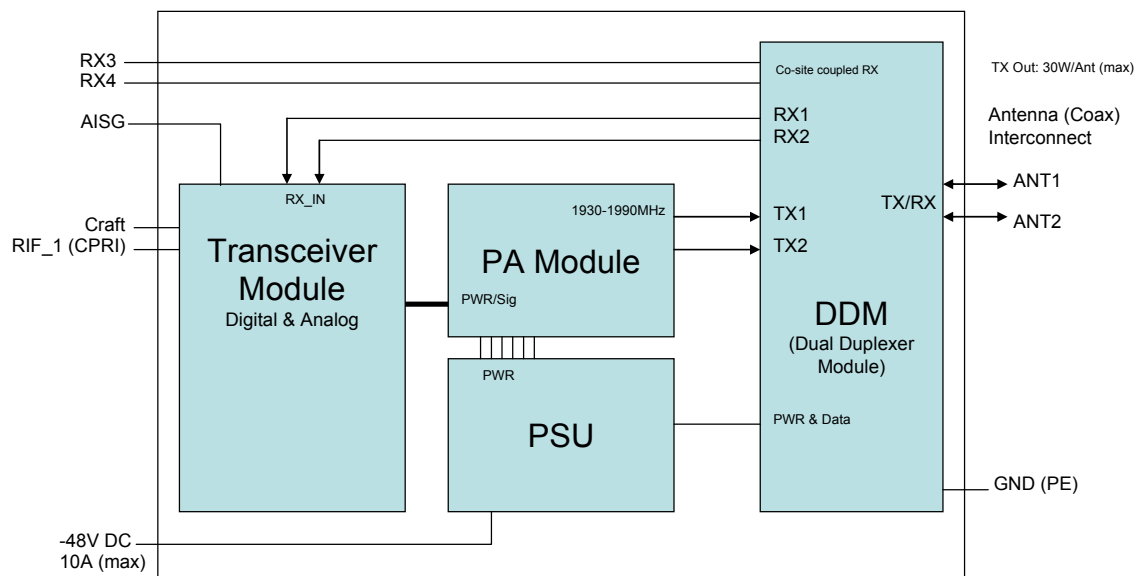 RX3
RX4
AISG
Craft
RIF_1 (CPRI)
-48V DC
10A (max)
RX_IN
Transceiver
Module
Digital & Analog
1930-1990MHz
PA Module
PWR/Sig
PWR
PSU
Co-site coupled RX
RX1
RX2
TX/RX
TX1
TX2
DDM
(Dual Duplexer
Module)
PWR & Data
TX Out: 30W/Ant (max)
Antenna (Coax)
Interconnect
ANT1
ANT2
GND (PE)